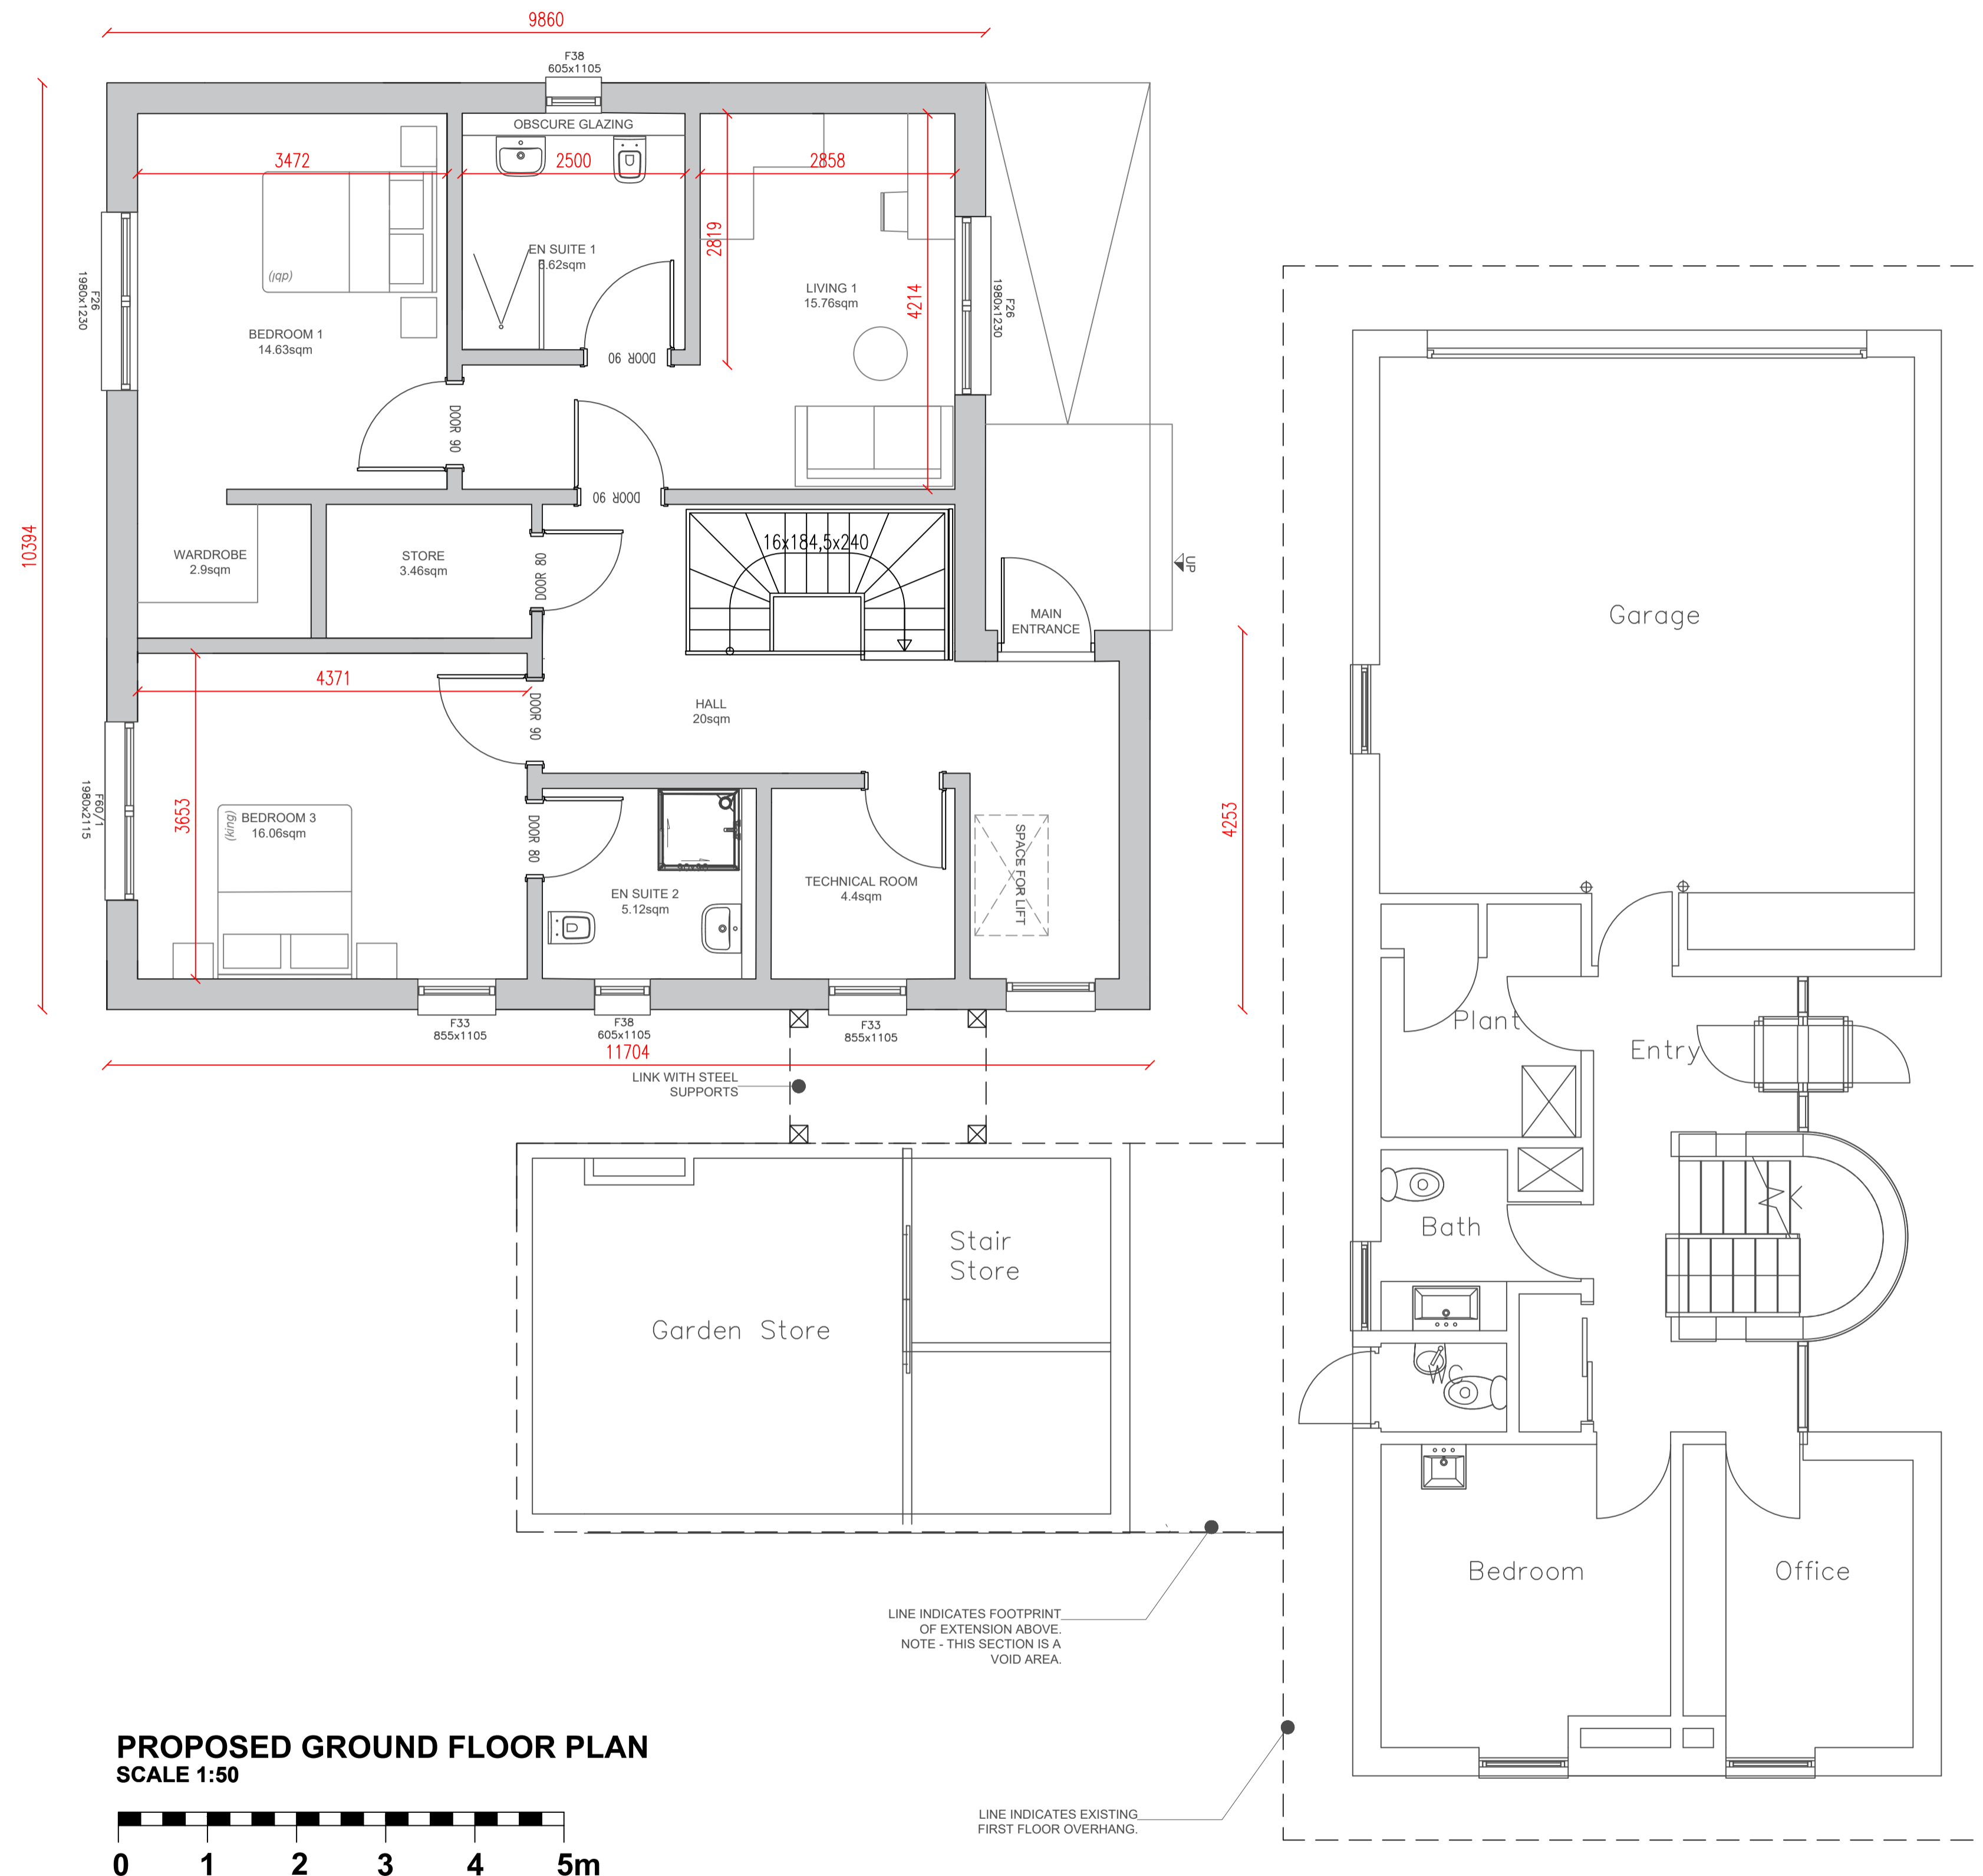 9860
F38
605x1105
OBSCURE GLAZING
3472
2500
2858
2819
4214
EN SUITE 1
LIVING 1
15.76sqm
BEDROOM 1
14.63sqm
F26
1980x1230
F26
1980x1230
DOOR 90
DOOR 90
DOOR 90
10394
WARDROBE
2.9sqm
STORE
3.46sqm
DOOR 80
16x184,5x240
UP
MAIN
ENTRANCE
4371
DOOR 90
HALL
20sqm
F60/1
1980x2115
3653
(king)
BEDROOM 3
16.06sqm
DOOR 80
EN SUITE 2
5.12sqm
TECHNICAL ROOM
4.4sqm
SPACE FOR LIFT
4253
F33
855x1105
F38
605x1105
F33
855x1105
11704
LINK WITH STEEL
SUPPORTS
Garage
Plant
Entry
Bath
WC
Stair
Store
Garden Store
Bedroom
Office
LINE INDICATES FOOTPRINT
OF EXTENSION ABOVE.
NOTE - THIS SECTION IS A
VOID AREA.
LINE INDICATES EXISTING
FIRST FLOOR OVERHANG.
PROPOSED GROUND FLOOR PLAN
SCALE 1:50
0 1 2 3 4 5m